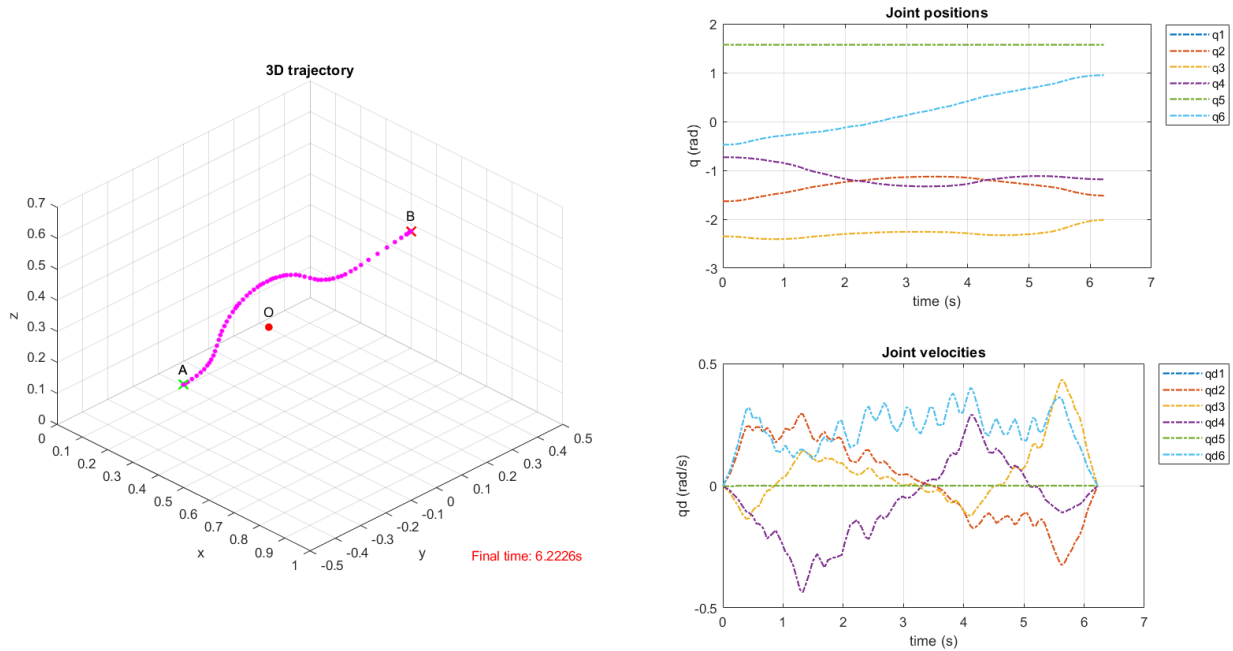 3D trajectory
0.7
0.6
0.5
0.4
0.3
0.2
0.1
0
z
A
O
B
0
0.1
0.2
0.3
0.4
0.5
0.6
0.7
0.8
0.9
1
x
-0.5
-0.4
-0.3
-0.2
-0.1
0
0.1
0.2
0.3
0.4
0.5
y
Final time: 6.2226s
Joint positions
2
1
0
-1
-2
-3
q (rad)
0 1 2 3 4 5 6 7
time (s)
q1
q2
q3
q4
q5
q6
Joint velocities
0.5
0
-0.5
qd (rad/s)
0 1 2 3 4 5 6 7
time (s)
qd1
qd2
qd3
qd4
qd5
qd6